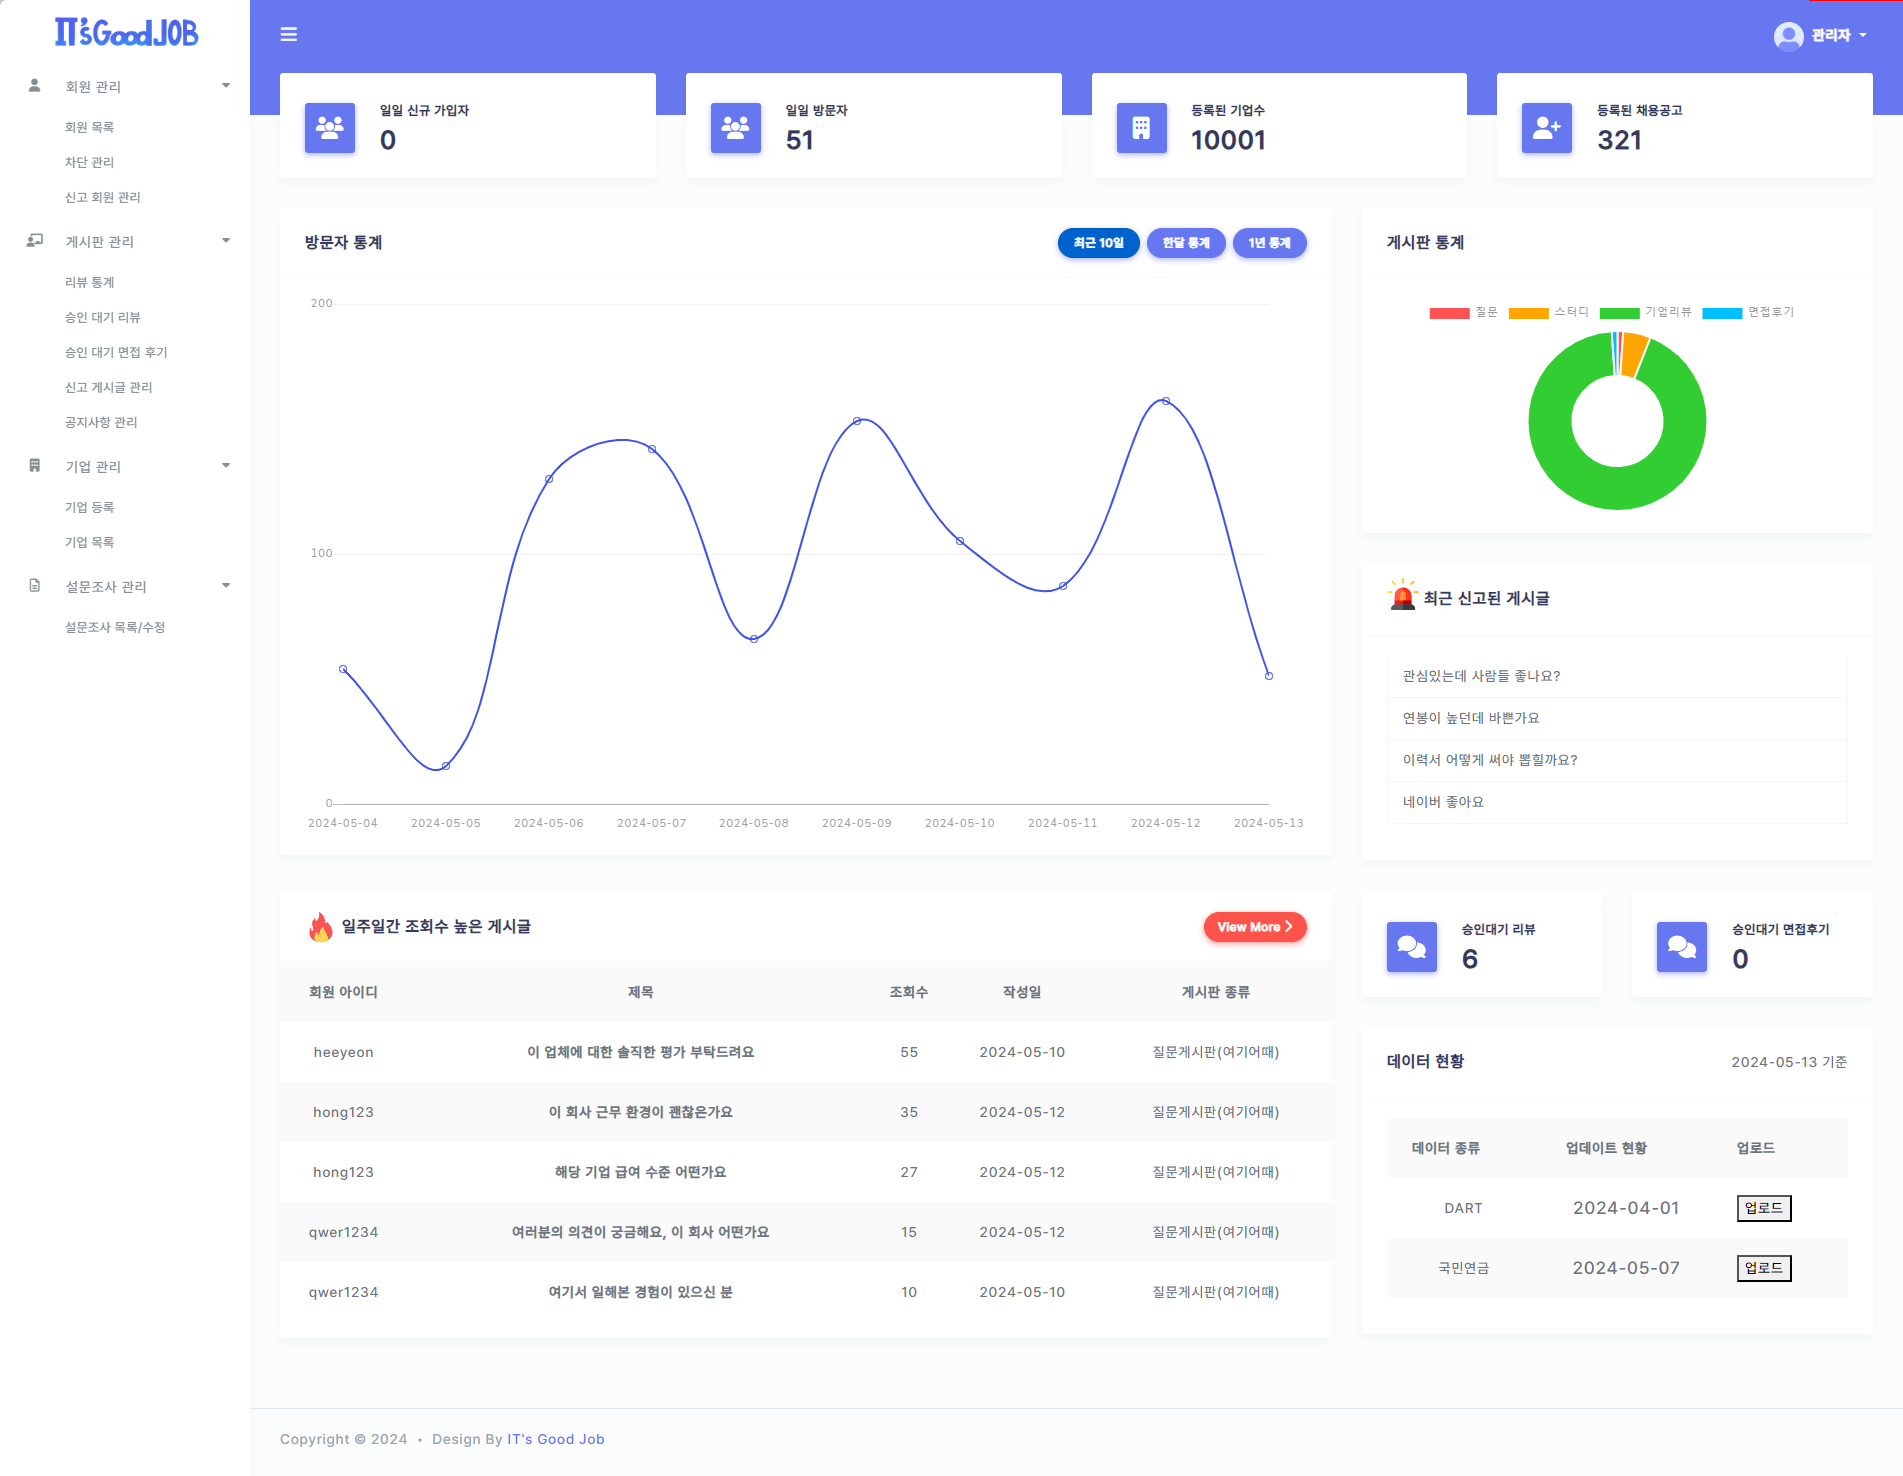 IT'sGoodJOB
회원 관리
회원 목록
차단 관리
신고 회원 관리
게시판 관리
리뷰 통계
승인 대기 리뷰
승인 대기 면접 후기
신고 게시글 관리
공지사항 관리
기업 관리
기업 등록
기업 목록
설문조사 관리
설문조사 목록/수정
관리자
일일 신규 가입자
0
일일 방문자
51
등록된 기업수
10001
등록된 채용공고
321
방문자 통계
최근 10일 한달 통계 1년 통계
200
100
0
2024-05-04 2024-05-05 2024-05-06 2024-05-07 2024-05-08 2024-05-09 2024-05-10 2024-05-11 2024-05-12 2024-05-13
게시판 통계
질문 스터디 기업리뷰 면접후기
최근 신고된 게시글
관심있는데 사람들 좋나요?
연봉이 높던데 바쁜가요
이력서 어떻게 써야 뽑힐까요?
네이버 좋아요
일주일간 조회수 높은 게시글
View More
회원 아이디 제목 조회수 작성일 게시판 종류
heeyeon 이 업체에 대한 솔직한 평가 부탁드려요 55 2024-05-10 질문게시판(여기어때)
hong123 이 회사 근무 환경이 괜찮은가요 35 2024-05-12 질문게시판(여기어때)
hong123 해당 기업 급여 수준 어떤가요 27 2024-05-12 질문게시판(여기어때)
qwer1234 여러분의 의견이 궁금해요, 이 회사 어떤가요 15 2024-05-12 질문게시판(여기어때)
qwer1234 여기서 일해본 경험이 있으신 분 10 2024-05-10 질문게시판(여기어때)
승인대기 리뷰
6
승인대기 면접후기
0
데이터 현황
2024-05-13 기준
데이터 종류 업데이트 현황 업로드
DART 2024-04-01 업로드
국민연금 2024-05-07 업로드
Copyright © 2024 • Design By IT's Good Job